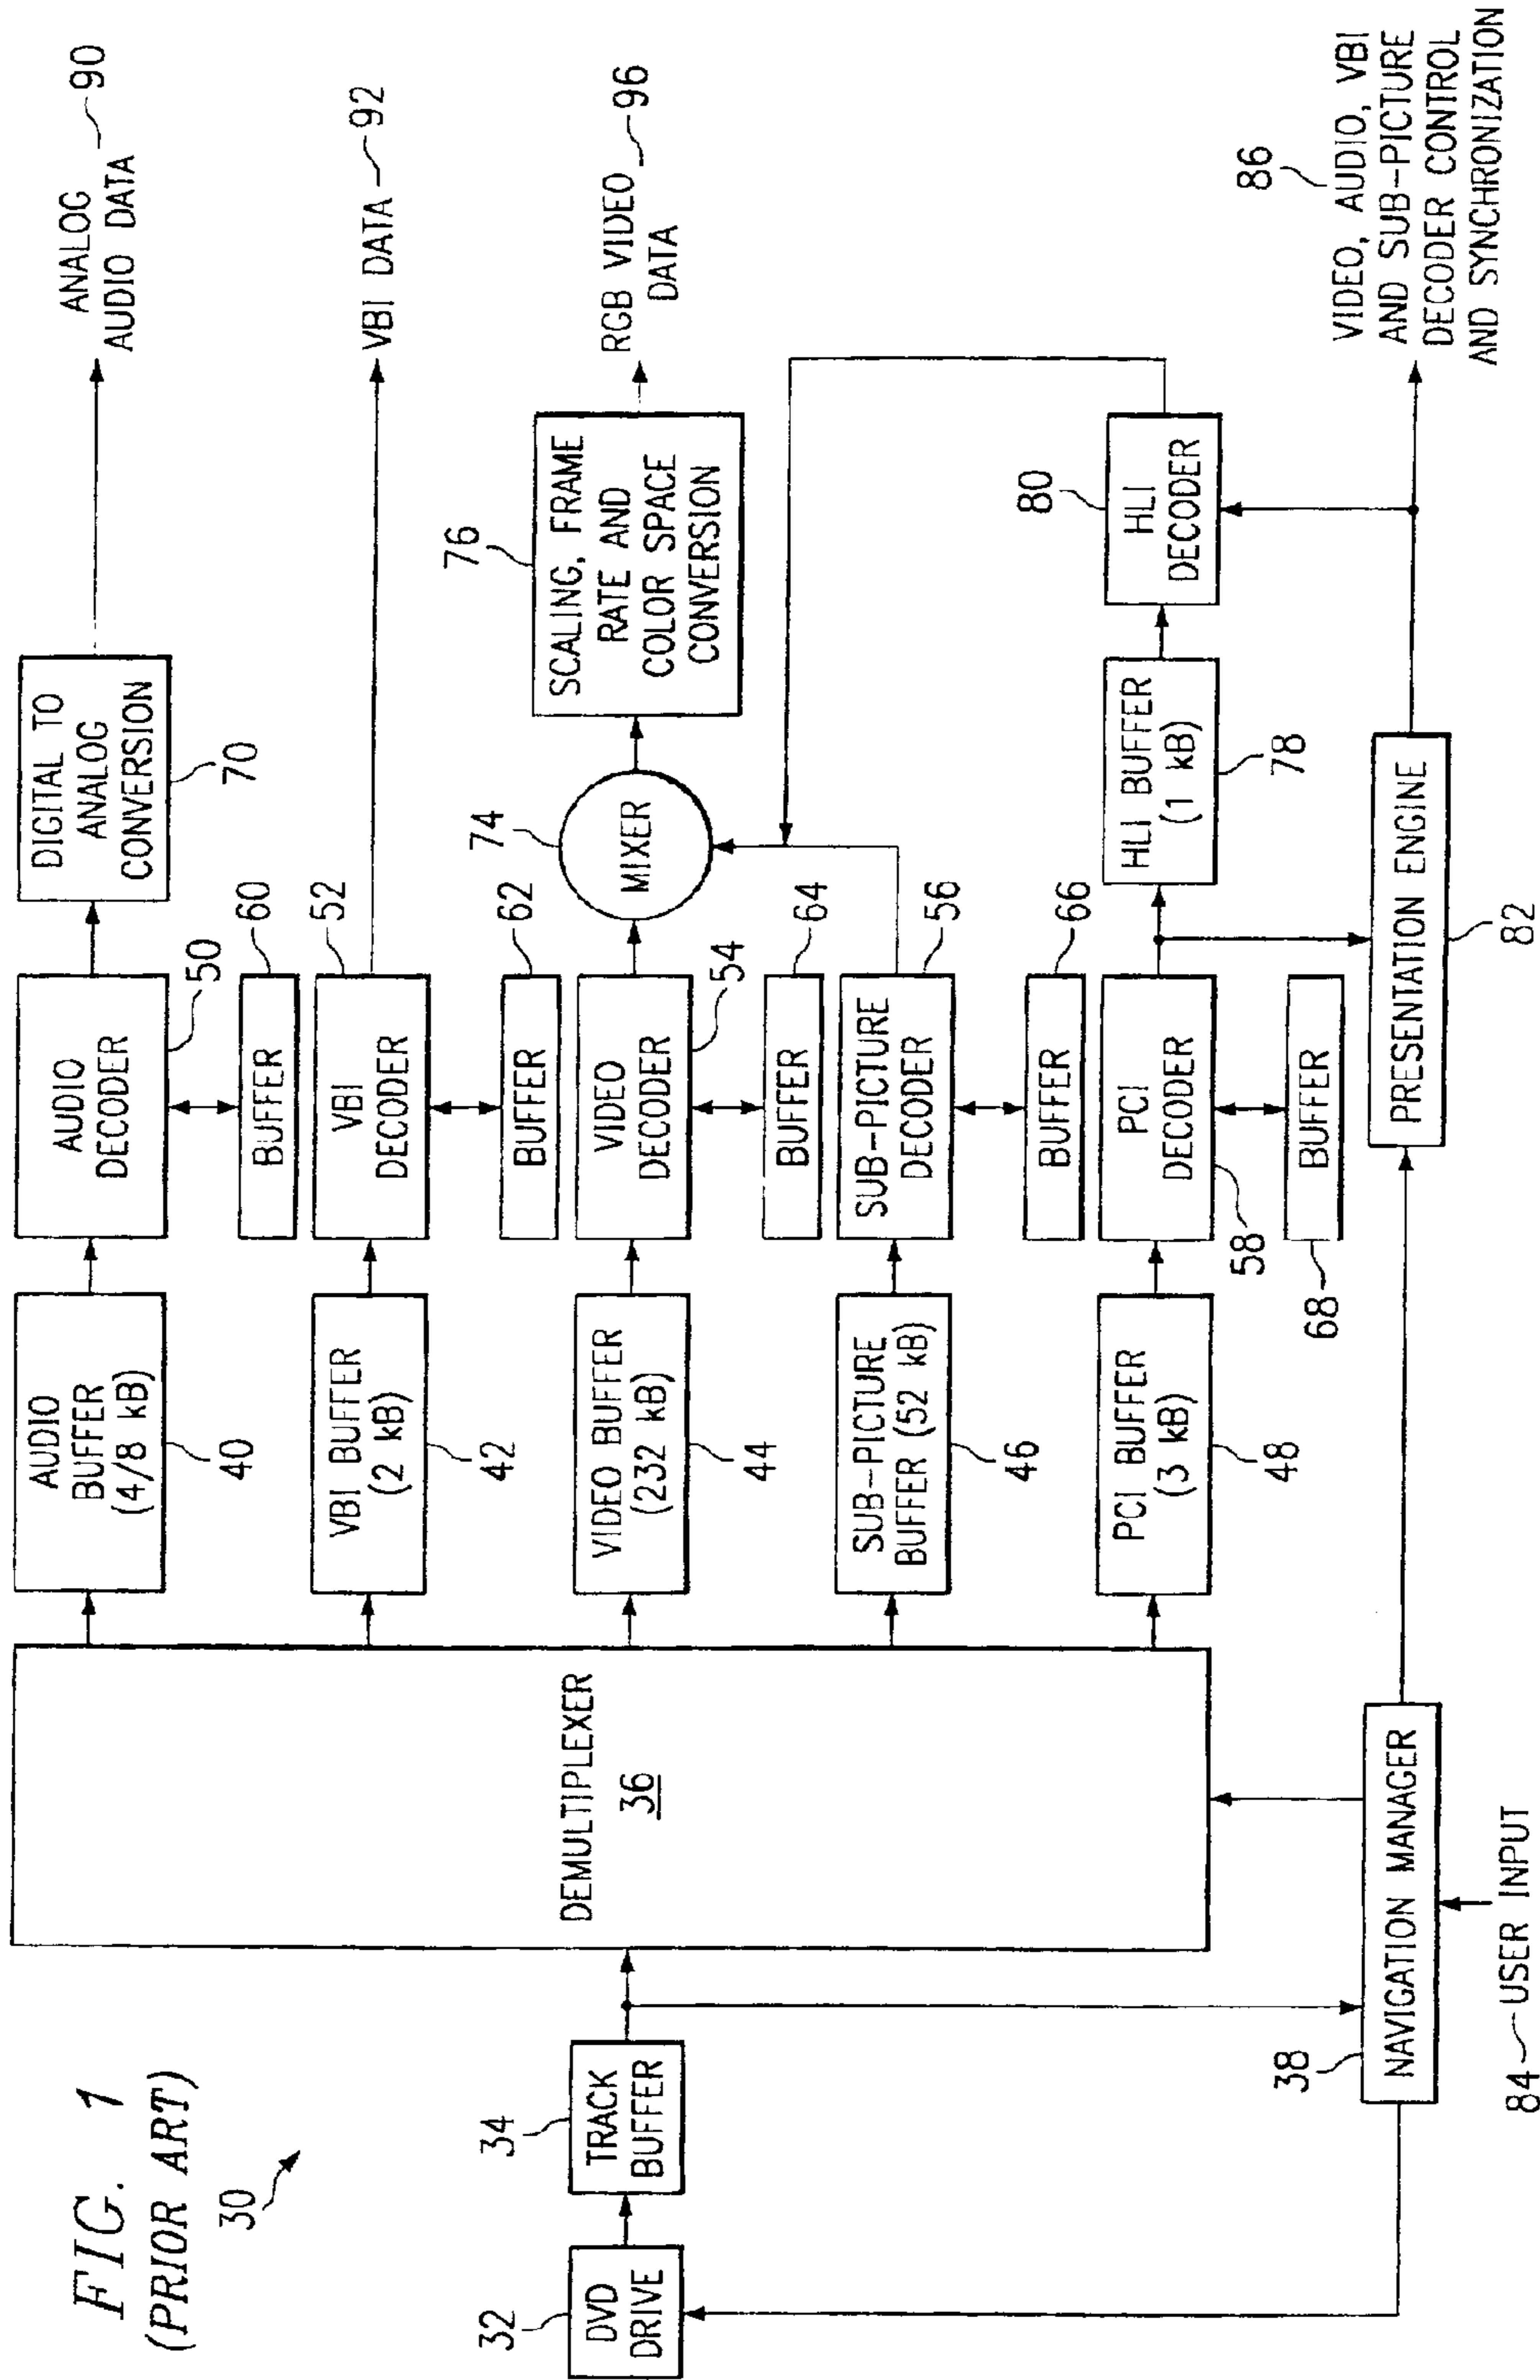 FIG. 1
(PRIOR ART)
30
32
DVD
DRIVE
34
TRACK
BUFFER
DEMULTIPLEXER
36
38
NAVIGATION MANAGER
84
USER INPUT
AUDIO
BUFFER
(4/8 kB)
40
VBI BUFFER
(2 kB)
42
VIDEO BUFFER
(232 kB)
44
SUB-PICTURE
BUFFER (52 kB)
46
PCI BUFFER
(3 kB)
48
AUDIO
DECODER
50
BUFFER
60
VBI
DECODER
52
BUFFER
62
VIDEO
DECODER
54
BUFFER
64
SUB-PICTURE
DECODER
56
BUFFER
66
PCI
DECODER
58
BUFFER
68
DIGITAL TO
ANALOG
CONVERSION
70
74
MIXER
76
SCALING, FRAME
RATE AND
COLOR SPACE
CONVERSION
HLI BUFFER
(1 kB)
78
80
HLI
DECODER
PRESENTATION ENGINE
82
ANALOG
AUDIO DATA
90
VBI DATA
92
RGB VIDEO
DATA
96
86
VIDEO, AUDIO, VBI
AND SUB-PICTURE
DECODER CONTROL
AND SYNCHRONIZATION